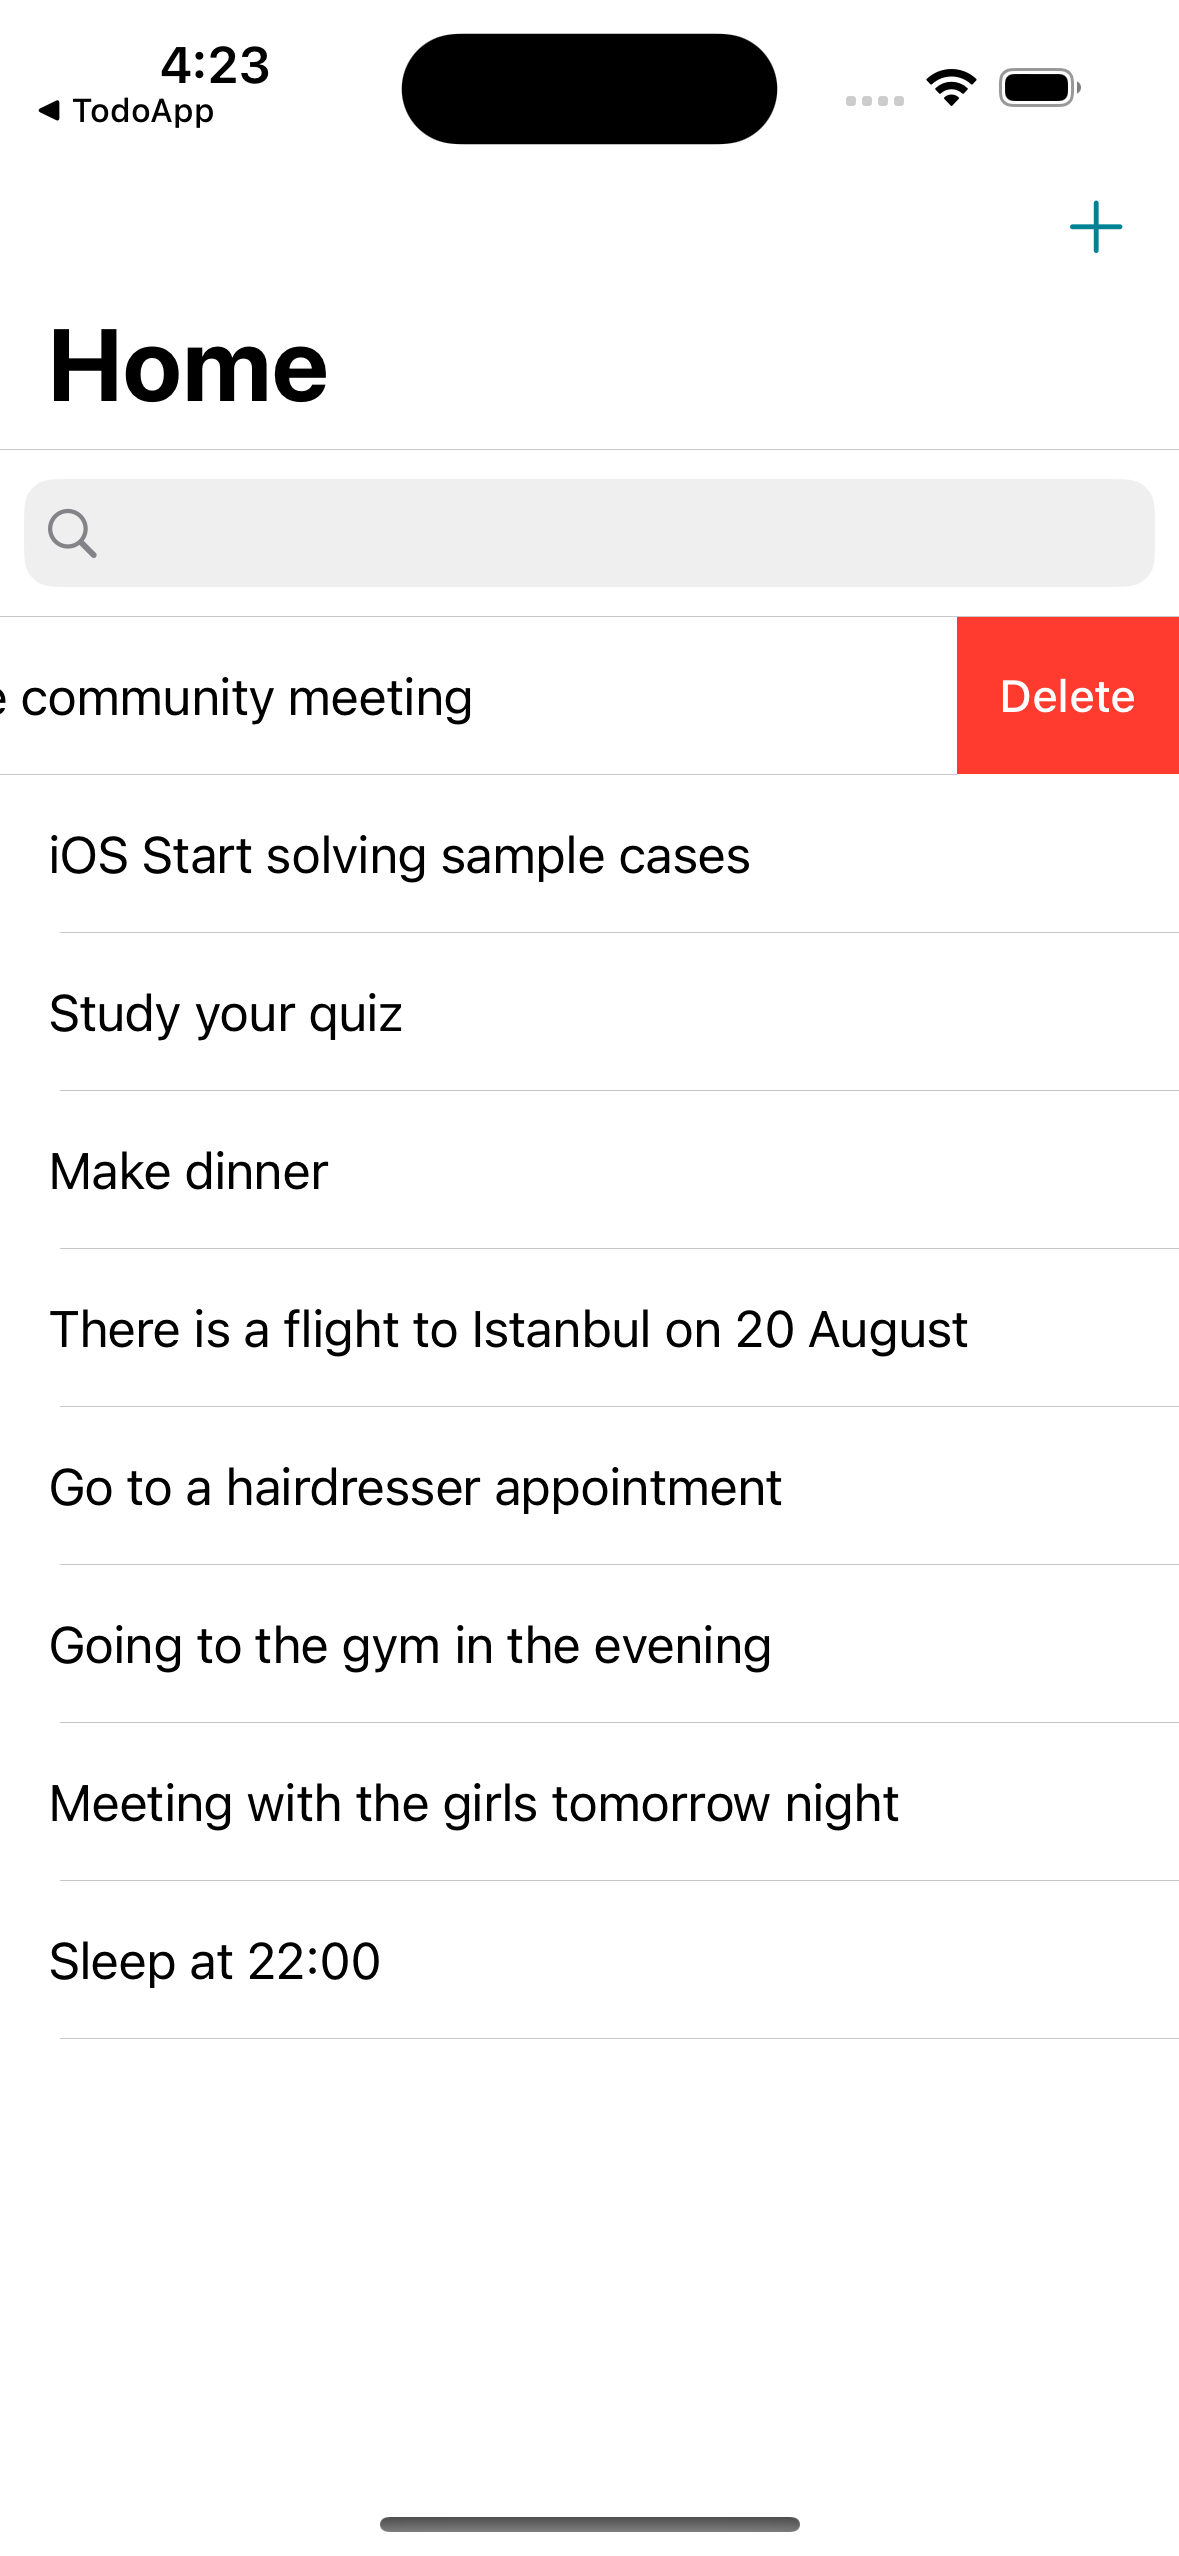 4:23
TodoApp
Home
community meeting
Delete
iOS Start solving sample cases
Study your quiz
Make dinner
There is a flight to Istanbul on 20 August
Go to a hairdresser appointment
Going to the gym in the evening
Meeting with the girls tomorrow night
Sleep at 22:00